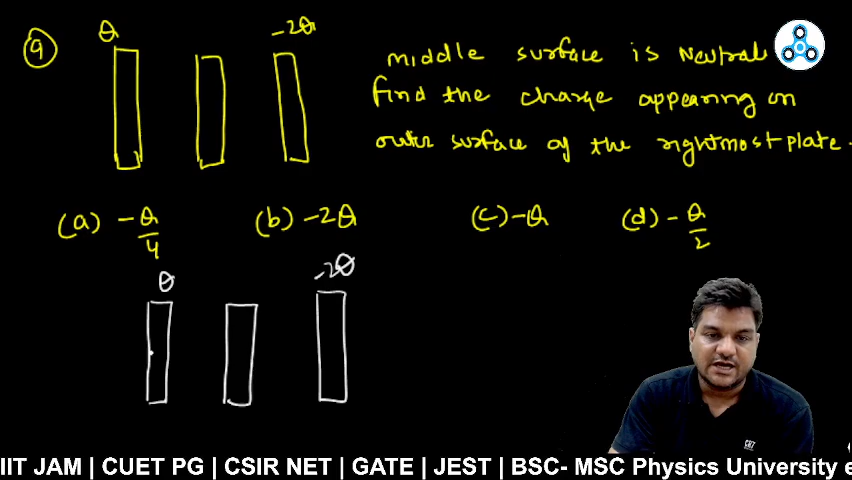 9
Q
-2Q
middle surface is Neutral
find the charge appearing on
outer surface of the rightmost plate.
(a) -Q/4 (b) -2Q (c) -Q (d) -Q/2
Q
-2Q
IIT JAM | CUET PG | CSIR NET | GATE | JEST | BSC- MSC Physics University e